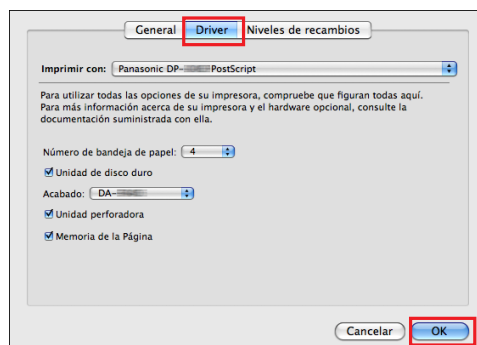 General Driver Niveles de recambios
Imprimir con: Panasonic DP- PostScript
Para utilizar todas las opciones de su impresora, compruebe que figuran todas aquí.
Para más información acerca de su impresora y el hardware opcional, consulte la
documentación suministrada con ella.
Número de bandeja de papel: 4
Unidad de disco duro
Acabado: DA-
Unidad perforadora
Memoria de la Página
Cancelar OK